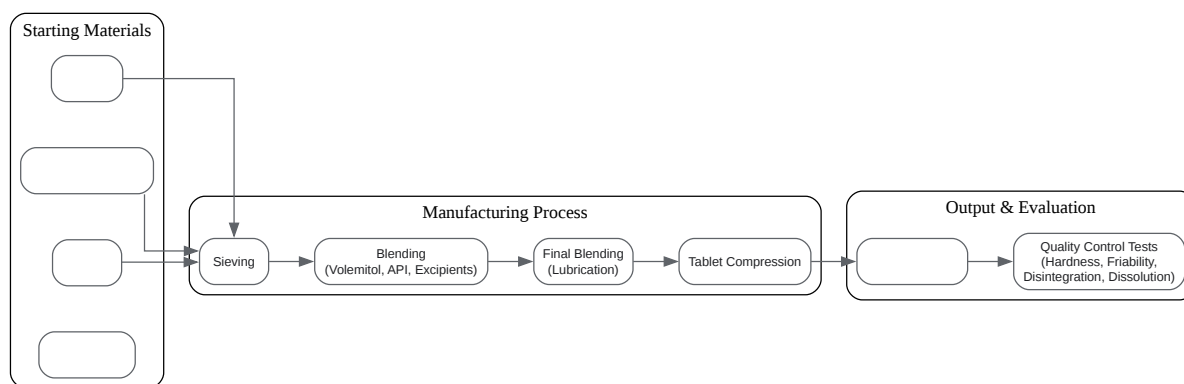 Starting Materials
Manufacturing Process
Sieving
Blending
(Volemitol, API, Excipients)
Final Blending
(Lubrication)
Tablet Compression
Output & Evaluation
Quality Control Tests
(Hardness, Friability,
Disintegration, Dissolution)